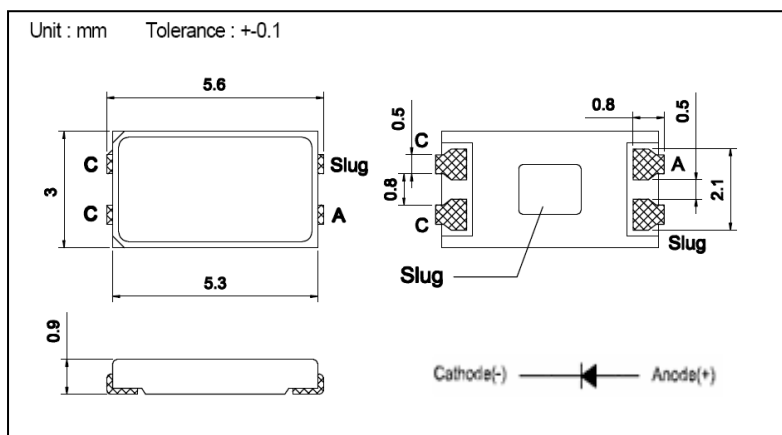 Unit : mm Tolerance : +-0.1
5.6
C
Slug
3
C
A
5.3
0.9
0.8
0.5
0.5
C
A
0.8
2.1
C
Slug
Slug
Cathode(-)
Anode(+)